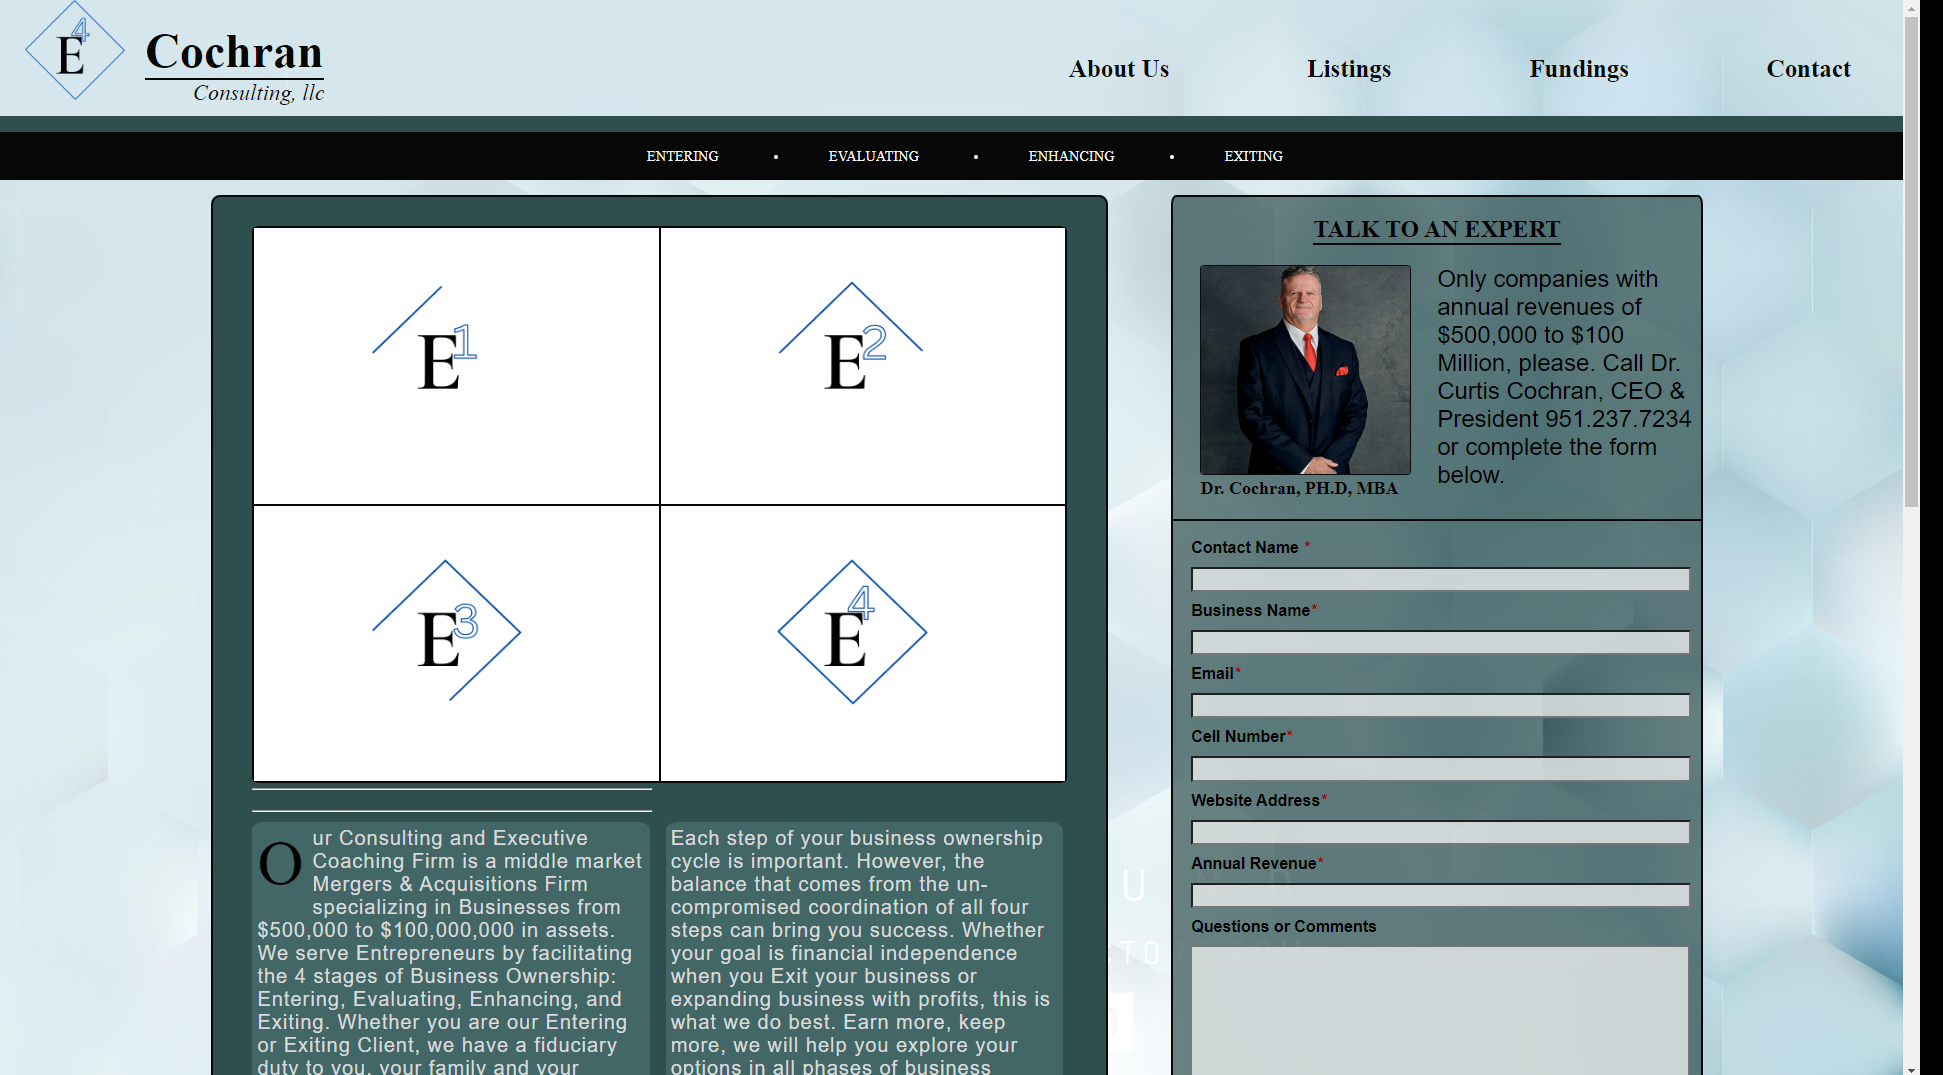 E4
Cochran
Consulting, llc
About Us
Listings
Fundings
Contact
ENTERING • EVALUATING • ENHANCING • EXITING
E1
E2
E3
E4
Our Consulting and Executive
Coaching Firm is a middle market
Mergers & Acquisitions Firm
specializing in Businesses from
$500,000 to $100,000,000 in assets.
We serve Entrepreneurs by facilitating
the 4 stages of Business Ownership:
Entering, Evaluating, Enhancing, and
Exiting. Whether you are our Entering
or Exiting Client, we have a fiduciary
duty to you, your family and your
Each step of your business ownership
cycle is important. However, the
balance that comes from the un-
compromised coordination of all four
steps can bring you success. Whether
your goal is financial independence
when you Exit your business or
expanding business with profits, this is
what we do best. Earn more, keep
more, we will help you explore your
options in all phases of business
TALK TO AN EXPERT
Dr. Cochran, PH.D, MBA
Only companies with
annual revenues of
$500,000 to $100
Million, please. Call Dr.
Curtis Cochran, CEO &
President 951.237.7234
or complete the form
below.
Contact Name *
Business Name*
Email*
Cell Number*
Website Address*
Annual Revenue*
Questions or Comments